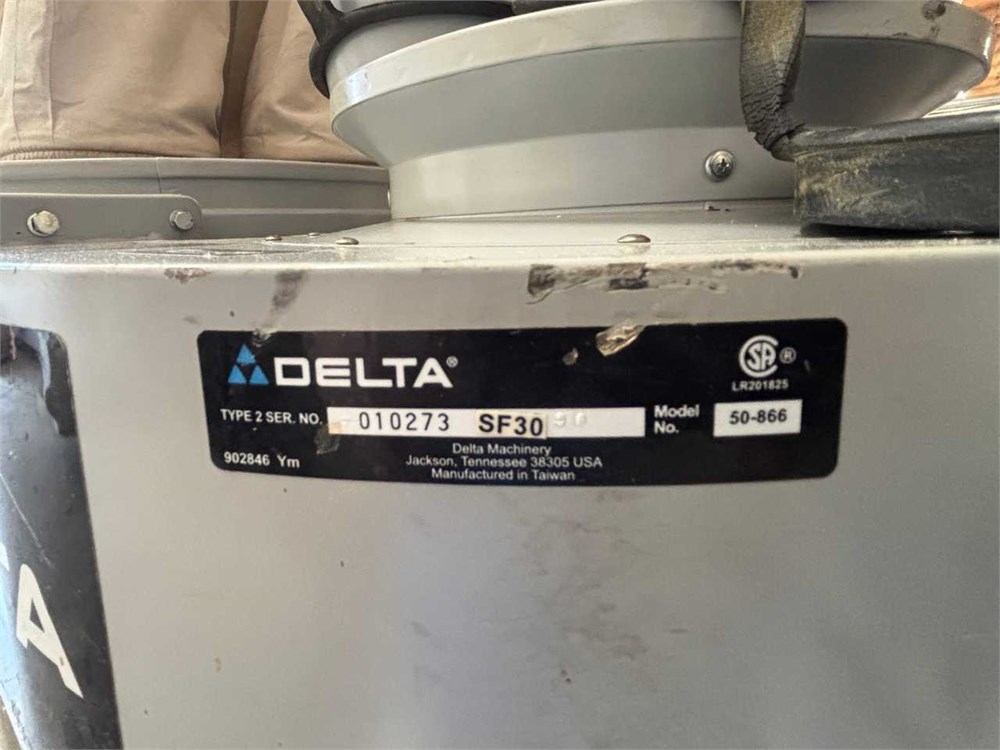 DELTA®
CSA ®
LR201825
TYPE 2 SER. NO. 010273 SF30
Model No. 50-866
902846 Ym
Delta Machinery
Jackson, Tennessee 38305 USA
Manufactured in Taiwan
A